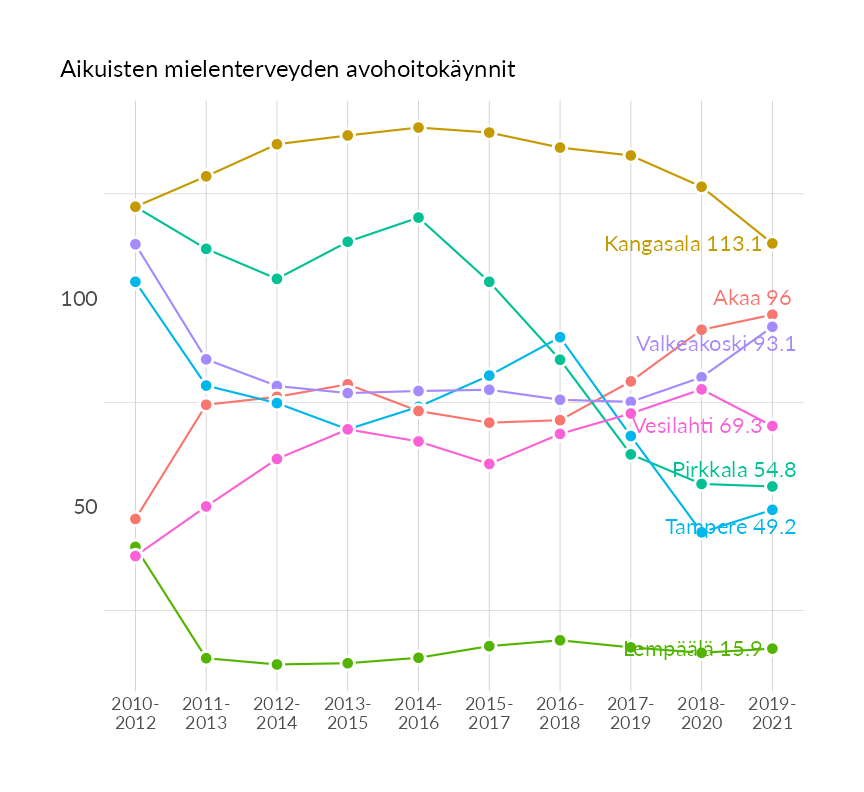 Aikuisten mielenterveyden avohoitokäynnit
Kangasala 113.1
100
Akaa 96
Valkeakoski 93.1
Vesilahti 69.3
Pirkkala 54.8
50
Tampere 49.2
Lempäälä 15.9
2010- 2011- 2012- 2013- 2014- 2015- 2016- 2017- 2018- 2019-
2012 2013 2014 2015 2016 2017 2018 2019 2020 2021